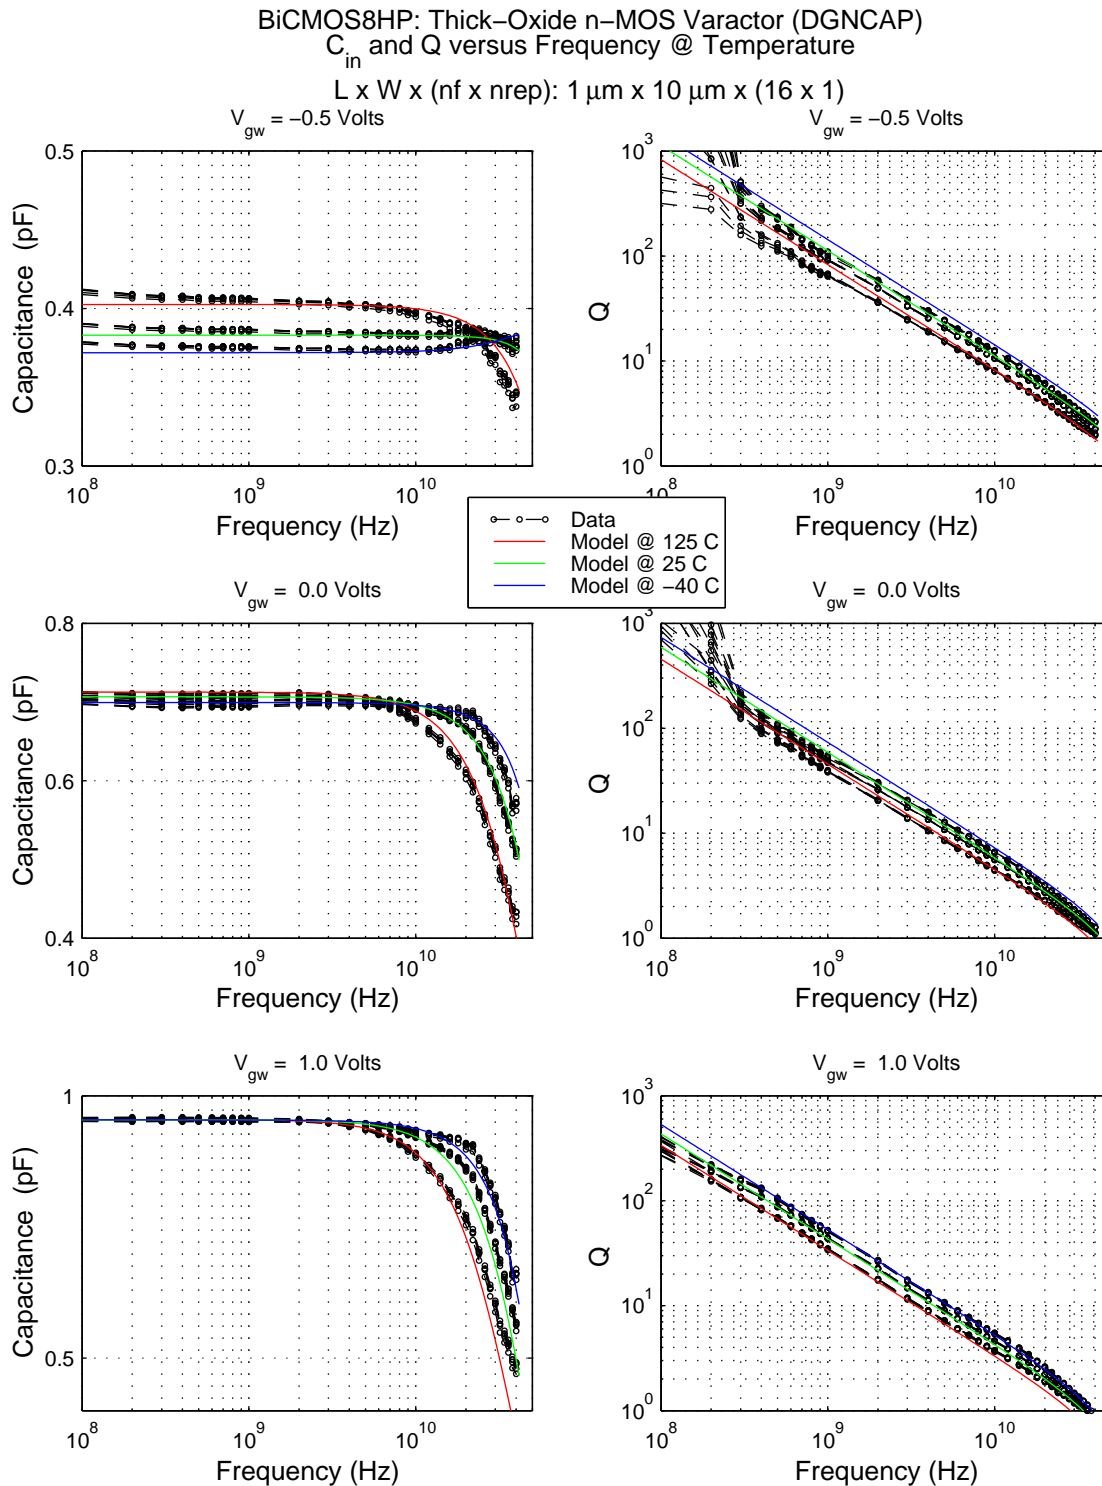 BiCMOS8HP: Thick−Oxide n−MOS Varactor (DGNCAP)
C_in and Q versus Frequency @ Temperature
L x W x (nf x nrep): 1 μm x 10 μm x (16 x 1)
V_gw = −0.5 Volts
0.5
0.4
0.3
Capacitance (pF)
10^8
10^9
10^10
Frequency (Hz)
V_gw = −0.5 Volts
10^3
10^2
10^1
10^0
Q
10^8
10^9
10^10
Frequency (Hz)
Data
Model @ 125 C
Model @ 25 C
Model @ −40 C
V_gw = 0.0 Volts
0.8
0.6
0.4
Capacitance (pF)
10^8
10^9
10^10
Frequency (Hz)
V_gw = 0.0 Volts
10^3
10^2
10^1
10^0
Q
10^8
10^9
10^10
Frequency (Hz)
V_gw = 1.0 Volts
1
0.5
Capacitance (pF)
10^8
10^9
10^10
Frequency (Hz)
V_gw = 1.0 Volts
10^3
10^2
10^1
10^0
Q
10^8
10^9
10^10
Frequency (Hz)